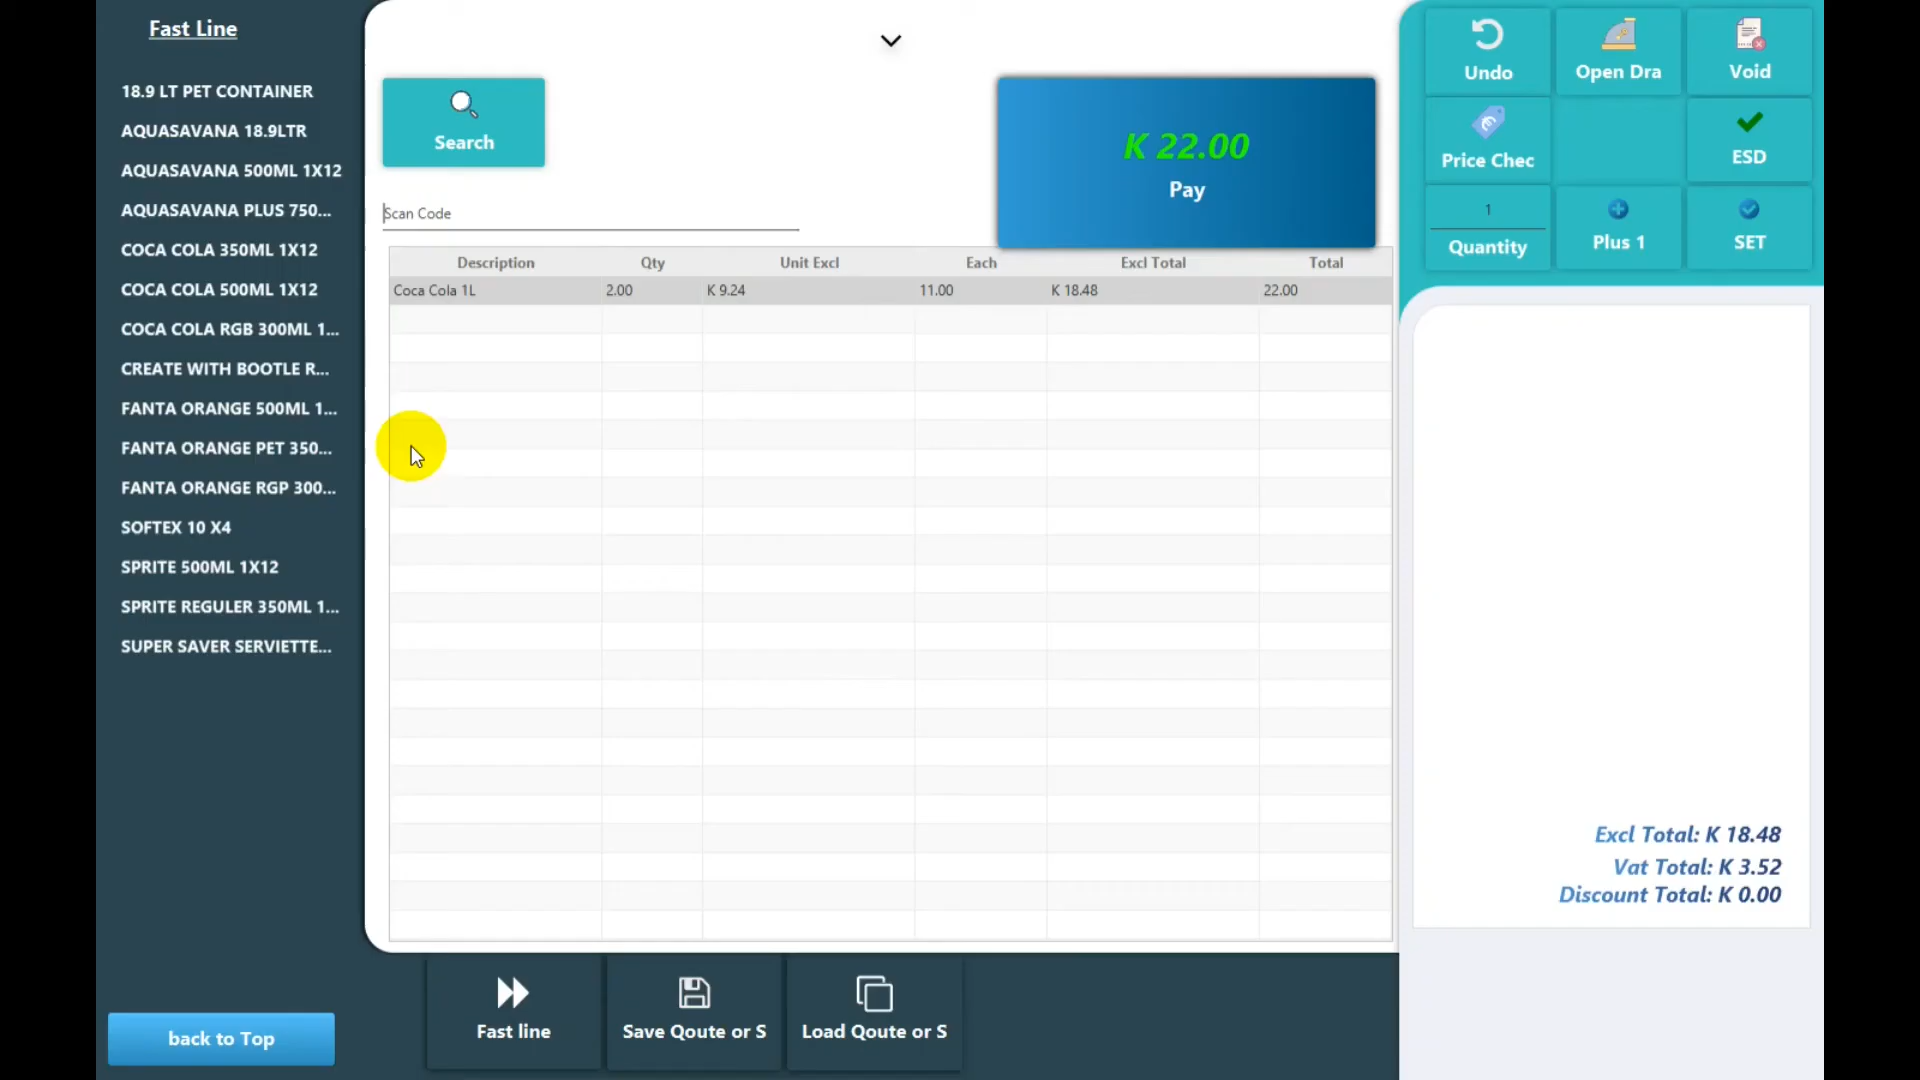 Fast Line
18.9 LT PET CONTAINER
AQUASAVANA 18.9LTR
AQUASAVANA 500ML 1X12
AQUASAVANA PLUS 750...
COCA COLA 350ML 1X12
COCA COLA 500ML 1X12
COCA COLA RGB 300ML 1...
CREATE WITH BOOTLE R...
FANTA ORANGE 500ML 1...
FANTA ORANGE PET 350...
FANTA ORANGE RGP 300...
SOFTEX 10 X4
SPRITE 500ML 1X12
SPRITE REGULER 350ML 1...
SUPER SAVER SERVIETTE...
back to Top
Search
Scan Code
K 22.00
Pay
Description Qty Unit Excl Each Excl Total Total
Coca Cola 1L 2.00 K 9.24 11.00 K 18.48 22.00
Fast line
Save Qoute or S
Load Qoute or S
Undo
Open Dra
Void
Price Chec
ESD
1
Quantity
Plus 1
SET
Excl Total: K 18.48
Vat Total: K 3.52
Discount Total: K 0.00